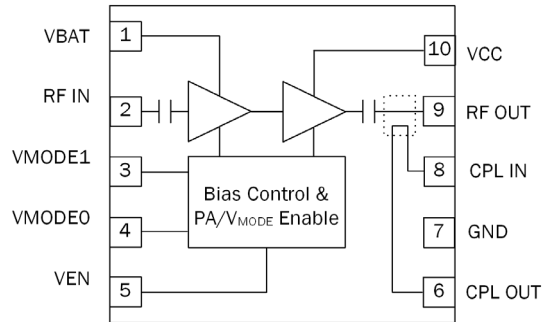 VBAT
1
RF IN
2
VMODE1
3
VMODE0
4
VEN
5
Bias Control &
PA/VMODE Enable
10
VCC
9
RF OUT
8
CPL IN
7
GND
6
CPL OUT